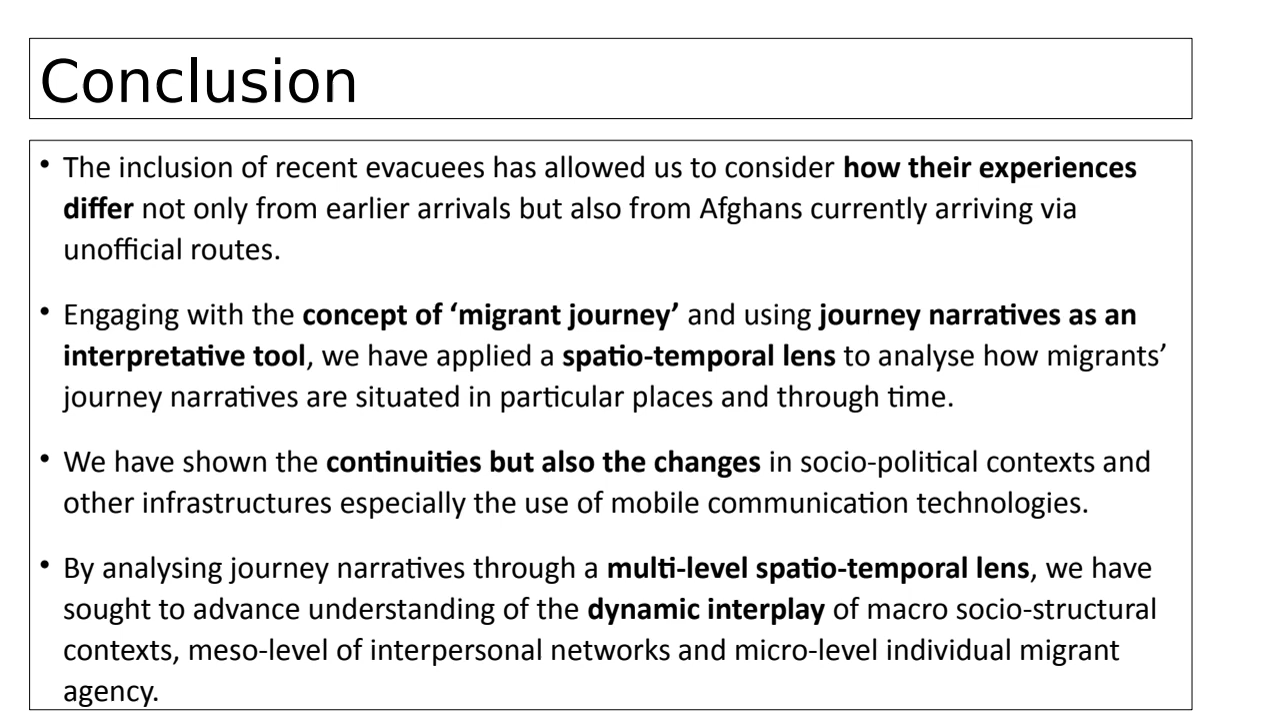 Conclusion
• The inclusion of recent evacuees has allowed us to consider how their experiences
differ not only from earlier arrivals but also from Afghans currently arriving via
unofficial routes.
• Engaging with the concept of ‘migrant journey’ and using journey narratives as an
interpretative tool, we have applied a spatio-temporal lens to analyse how migrants’
journey narratives are situated in particular places and through time.
• We have shown the continuities but also the changes in socio-political contexts and
other infrastructures especially the use of mobile communication technologies.
• By analysing journey narratives through a multi-level spatio-temporal lens, we have
sought to advance understanding of the dynamic interplay of macro socio-structural
contexts, meso-level of interpersonal networks and micro-level individual migrant
agency.